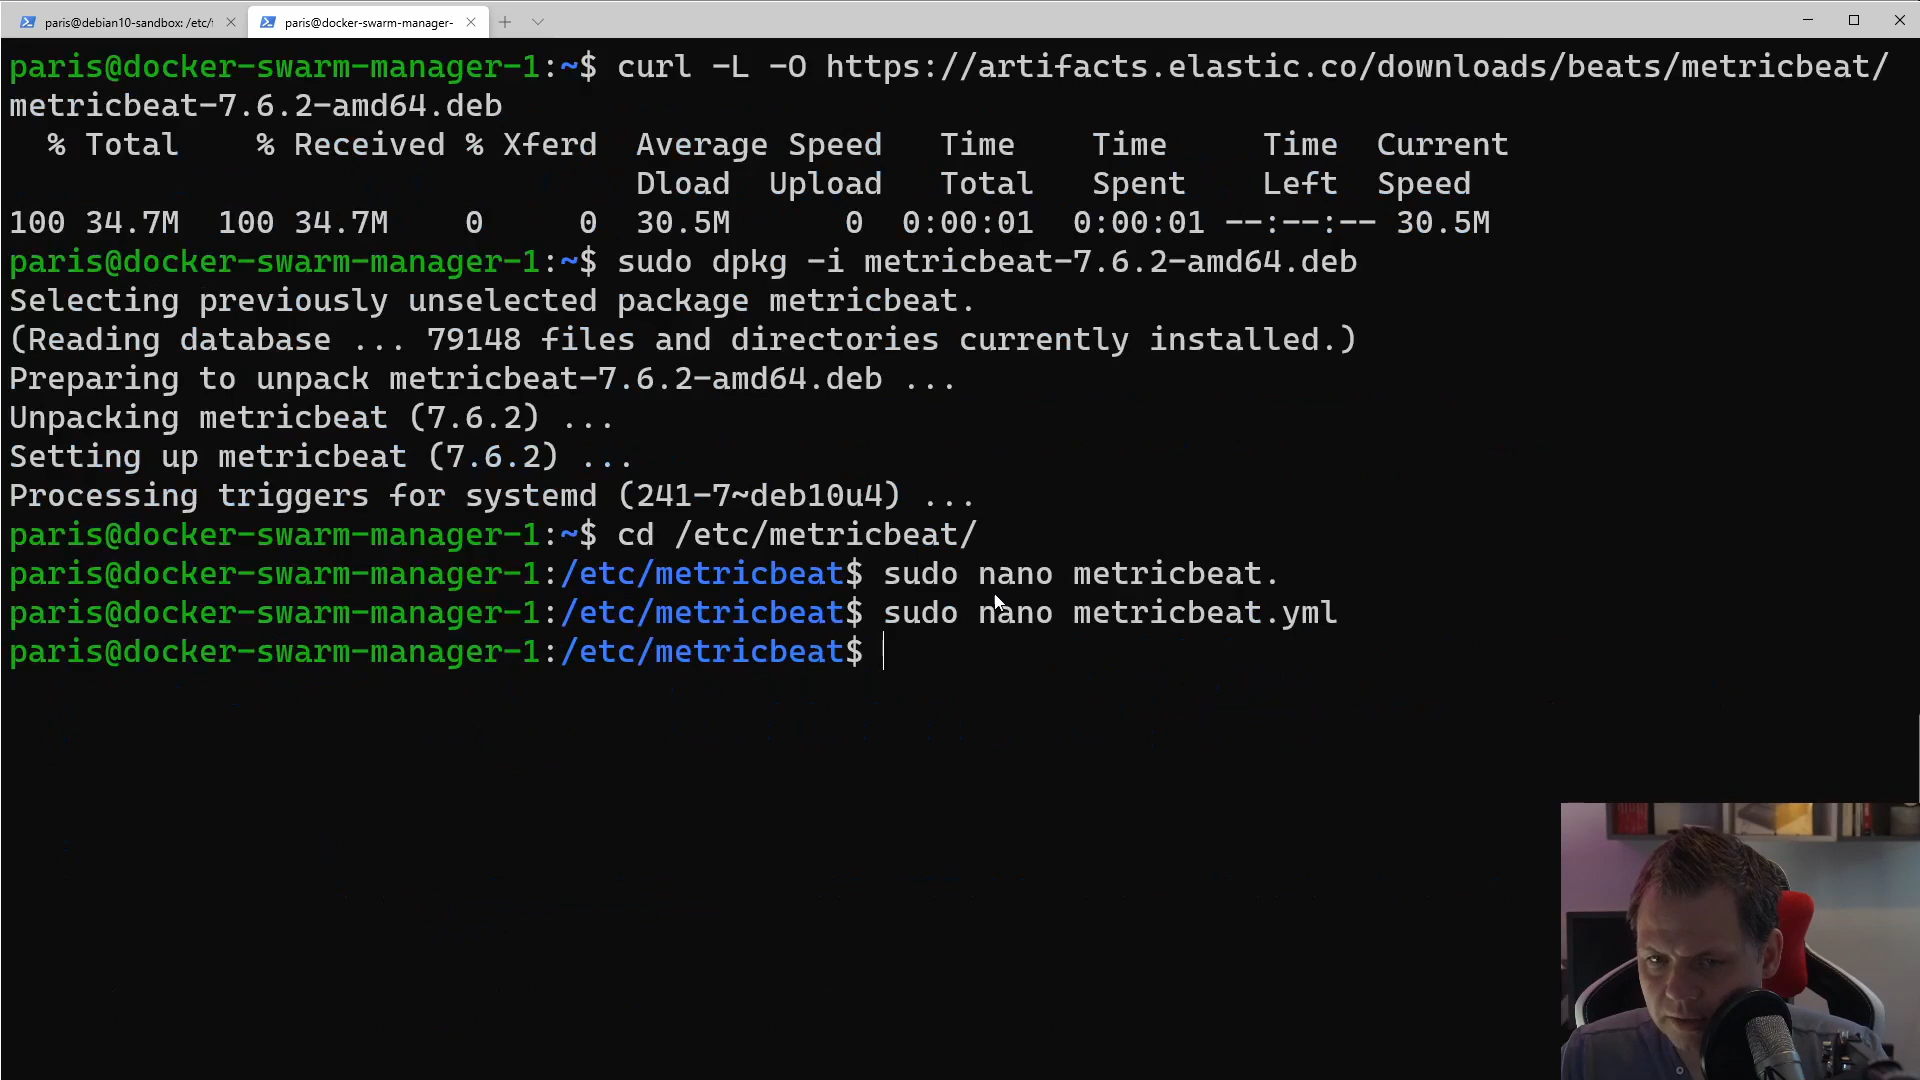 paris@debian10-sandbox: /etc/
paris@docker-swarm-manager-
paris@docker-swarm-manager-1:~$ curl -L -O https://artifacts.elastic.co/downloads/beats/metricbeat/
metricbeat-7.6.2-amd64.deb
% Total % Received % Xferd Average Speed Time Time Time Current
Dload Upload Total Spent Left Speed
100 34.7M 100 34.7M 0 0 30.5M 0 0:00:01 0:00:01 --:--:-- 30.5M
paris@docker-swarm-manager-1:~$ sudo dpkg -i metricbeat-7.6.2-amd64.deb
Selecting previously unselected package metricbeat.
(Reading database ... 79148 files and directories currently installed.)
Preparing to unpack metricbeat-7.6.2-amd64.deb ...
Unpacking metricbeat (7.6.2) ...
Setting up metricbeat (7.6.2) ...
Processing triggers for systemd (241-7~deb10u4) ...
paris@docker-swarm-manager-1:~$ cd /etc/metricbeat/
paris@docker-swarm-manager-1:/etc/metricbeat$ sudo nano metricbeat.
paris@docker-swarm-manager-1:/etc/metricbeat$ sudo nano metricbeat.yml
paris@docker-swarm-manager-1:/etc/metricbeat$